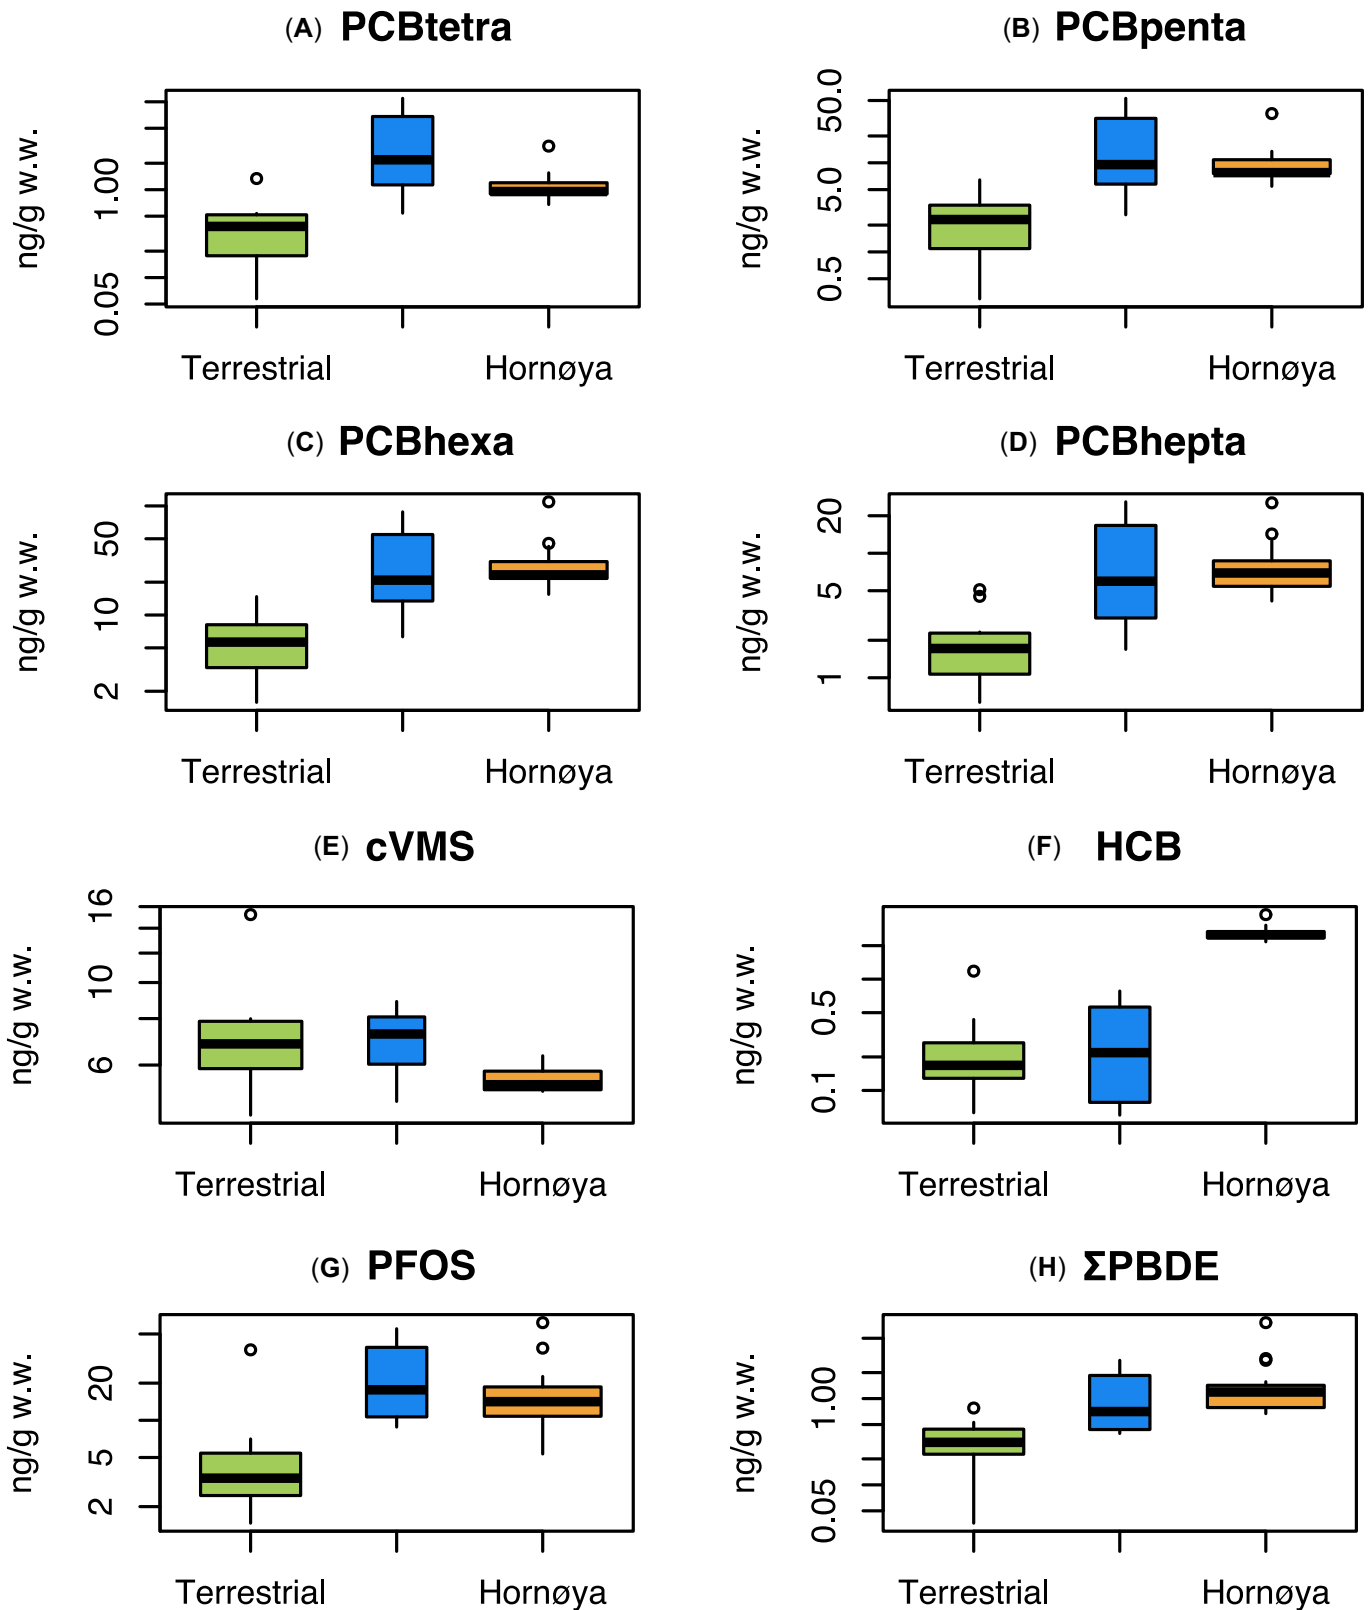 (A) PCBtetra
ng/g w.w.
1.00
0.05
Terrestrial
Hornøya
(B) PCBpenta
ng/g w.w.
50.0
5.0
0.5
Terrestrial
Hornøya
(C) PCBhexa
ng/g w.w.
50
10
2
Terrestrial
Hornøya
(D) PCBhepta
ng/g w.w.
20
5
1
Terrestrial
Hornøya
(E) cVMS
ng/g w.w.
16
10
6
Terrestrial
Hornøya
(F) HCB
ng/g w.w.
0.5
0.1
Terrestrial
Hornøya
(G) PFOS
ng/g w.w.
20
5
2
Terrestrial
Hornøya
(H) ΣPBDE
ng/g w.w.
1.00
0.05
Terrestrial
Hornøya